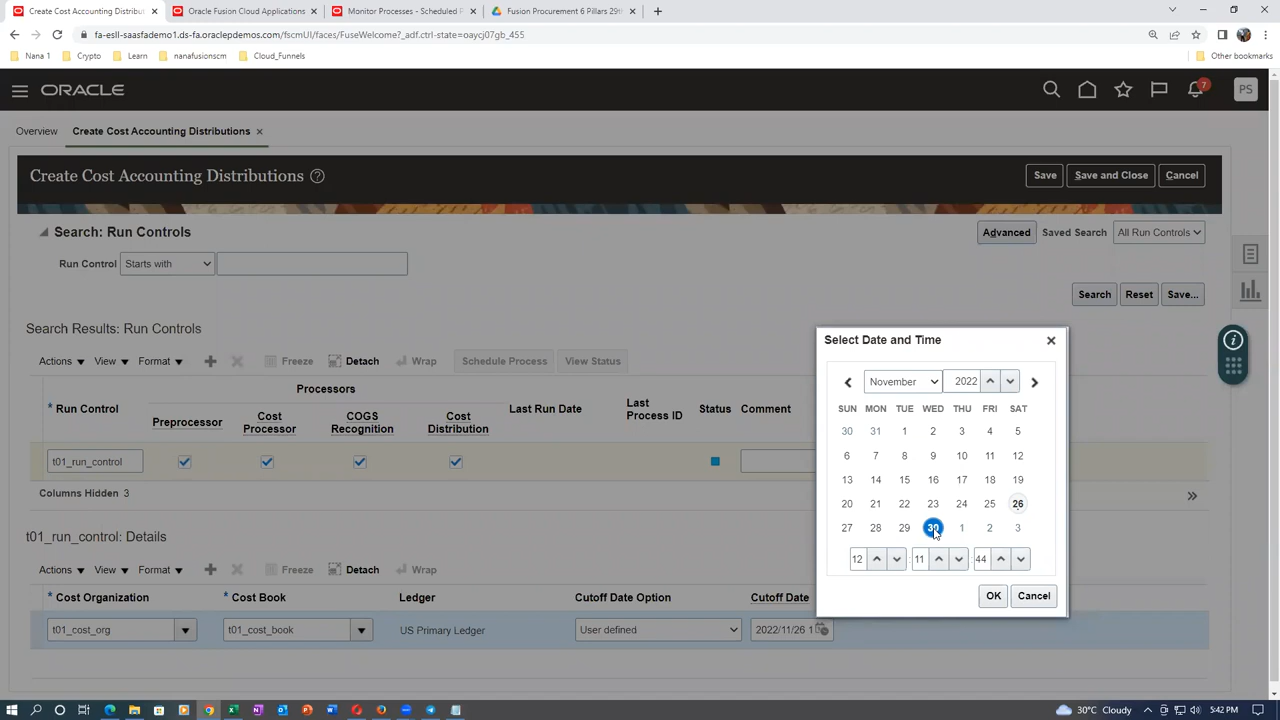 Create Cost Accounting Distribut
Oracle Fusion Cloud Applications
Monitor Processes - Scheduled P
Fusion Procurement 6 Pillars 29th
fa-esll-saasfademo1.ds-fa.oraclepdemos.com/fscmUI/faces/FuseWelcome?_adf.ctrl-state=oaycj07gb_455
Nana 1
Crypto
Learn
nanafusionscm
Cloud_Funnels
Other bookmarks
ORACLE
7
PS
Overview
Create Cost Accounting Distributions
Create Cost Accounting Distributions
Save
Save and Close
Cancel
Search: Run Controls
Advanced
Saved Search
All Run Controls
Run Control
Starts with
Search
Reset
Save...
Search Results: Run Controls
Actions
View
Format
Freeze
Detach
Wrap
Schedule Process
View Status
* Run Control
Processors
Preprocessor
Cost Processor
COGS Recognition
Cost Distribution
Last Run Date
Last Process ID
Status
Comment
t01_run_control
Columns Hidden 3
t01_run_control: Details
Actions
View
Format
Freeze
Detach
Wrap
* Cost Organization
* Cost Book
Ledger
Cutoff Date Option
Cutoff Date
t01_cost_org
t01_cost_book
US Primary Ledger
User defined
2022/11/26 1
Select Date and Time
November
2022
SUN MON TUE WED THU FRI SAT
30 31 1 2 3 4 5
6 7 8 9 10 11 12
13 14 15 16 17 18 19
20 21 22 23 24 25 26
27 28 29 30 1 2 3
12 : 11 : 44
OK
Cancel
30°C Cloudy
5:42 PM